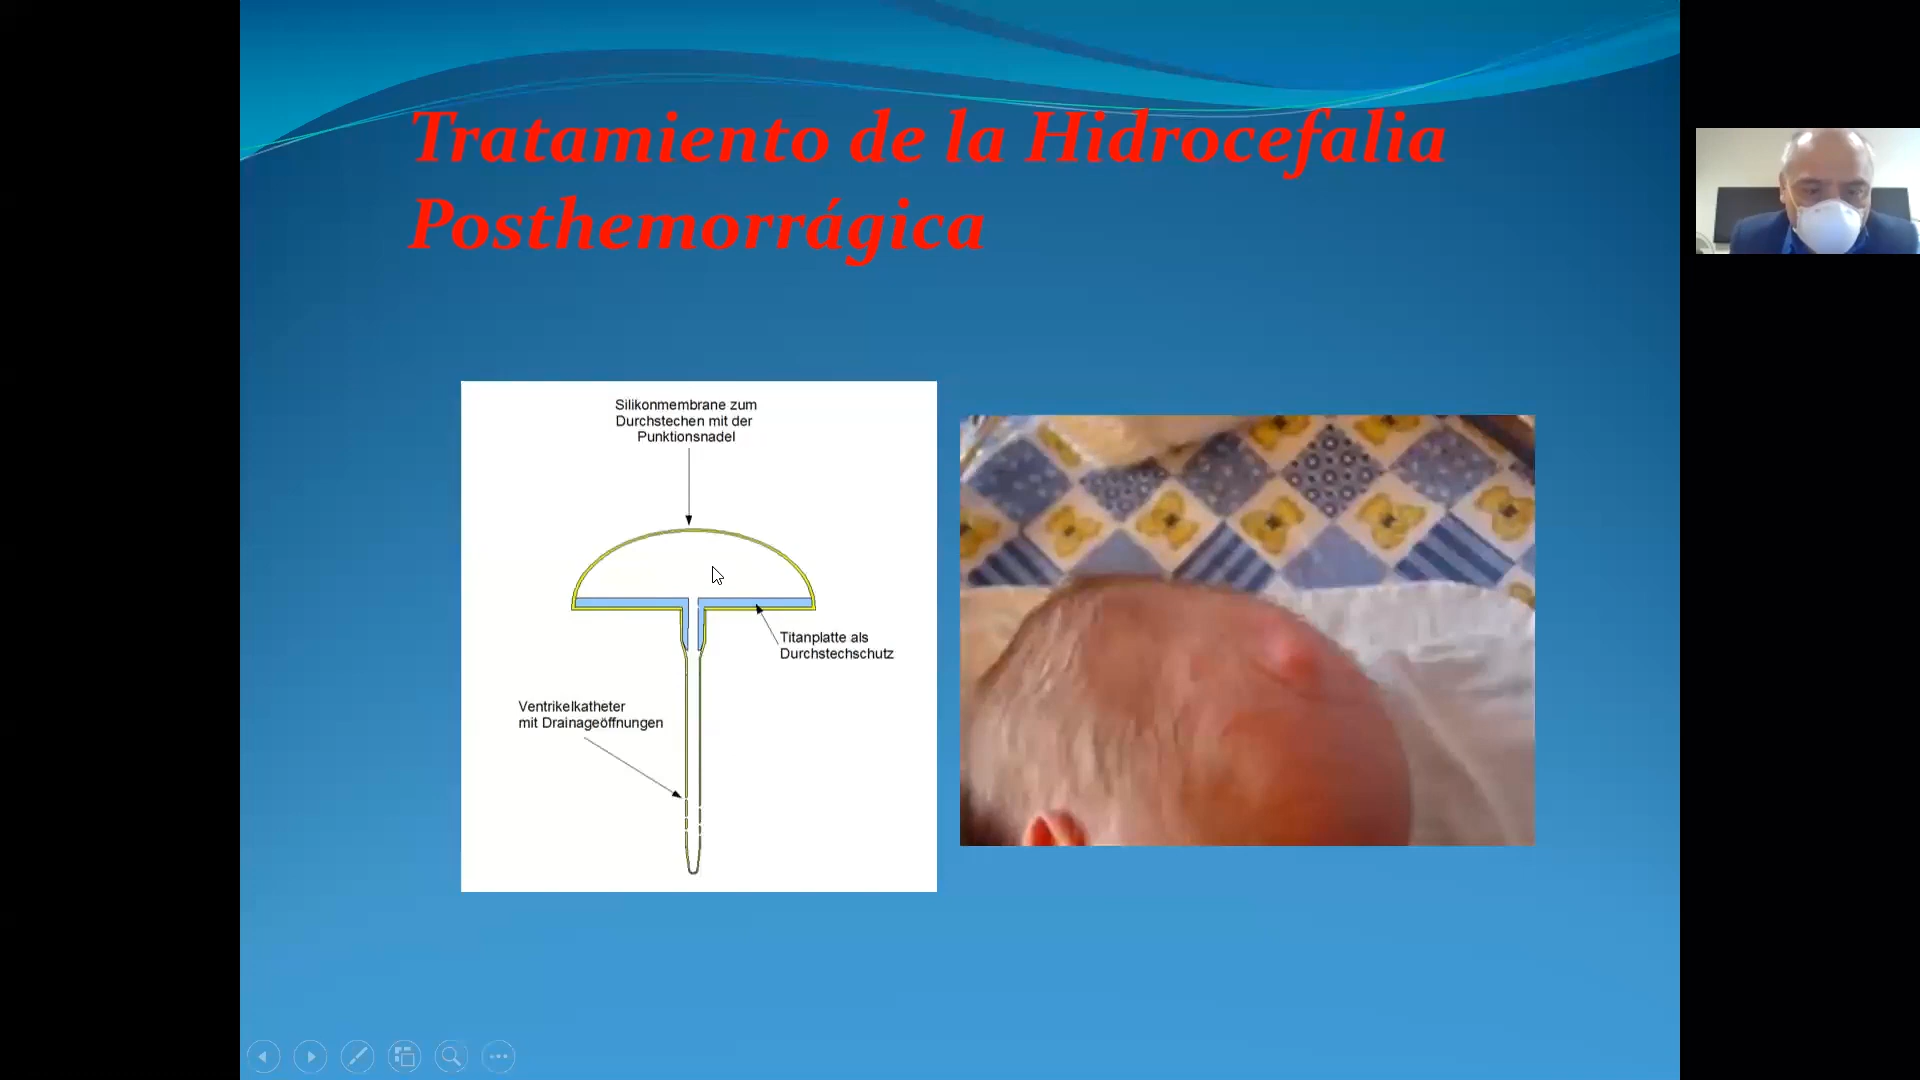 Tratamiento de la Hidrocefalia
Posthemorrágica
Silikonmembrane zum
Durchstechen mit der
Punktionsnadel
Titanplatte als
Durchstechschutz
Ventrikelkatheter
mit Drainageöffnungen